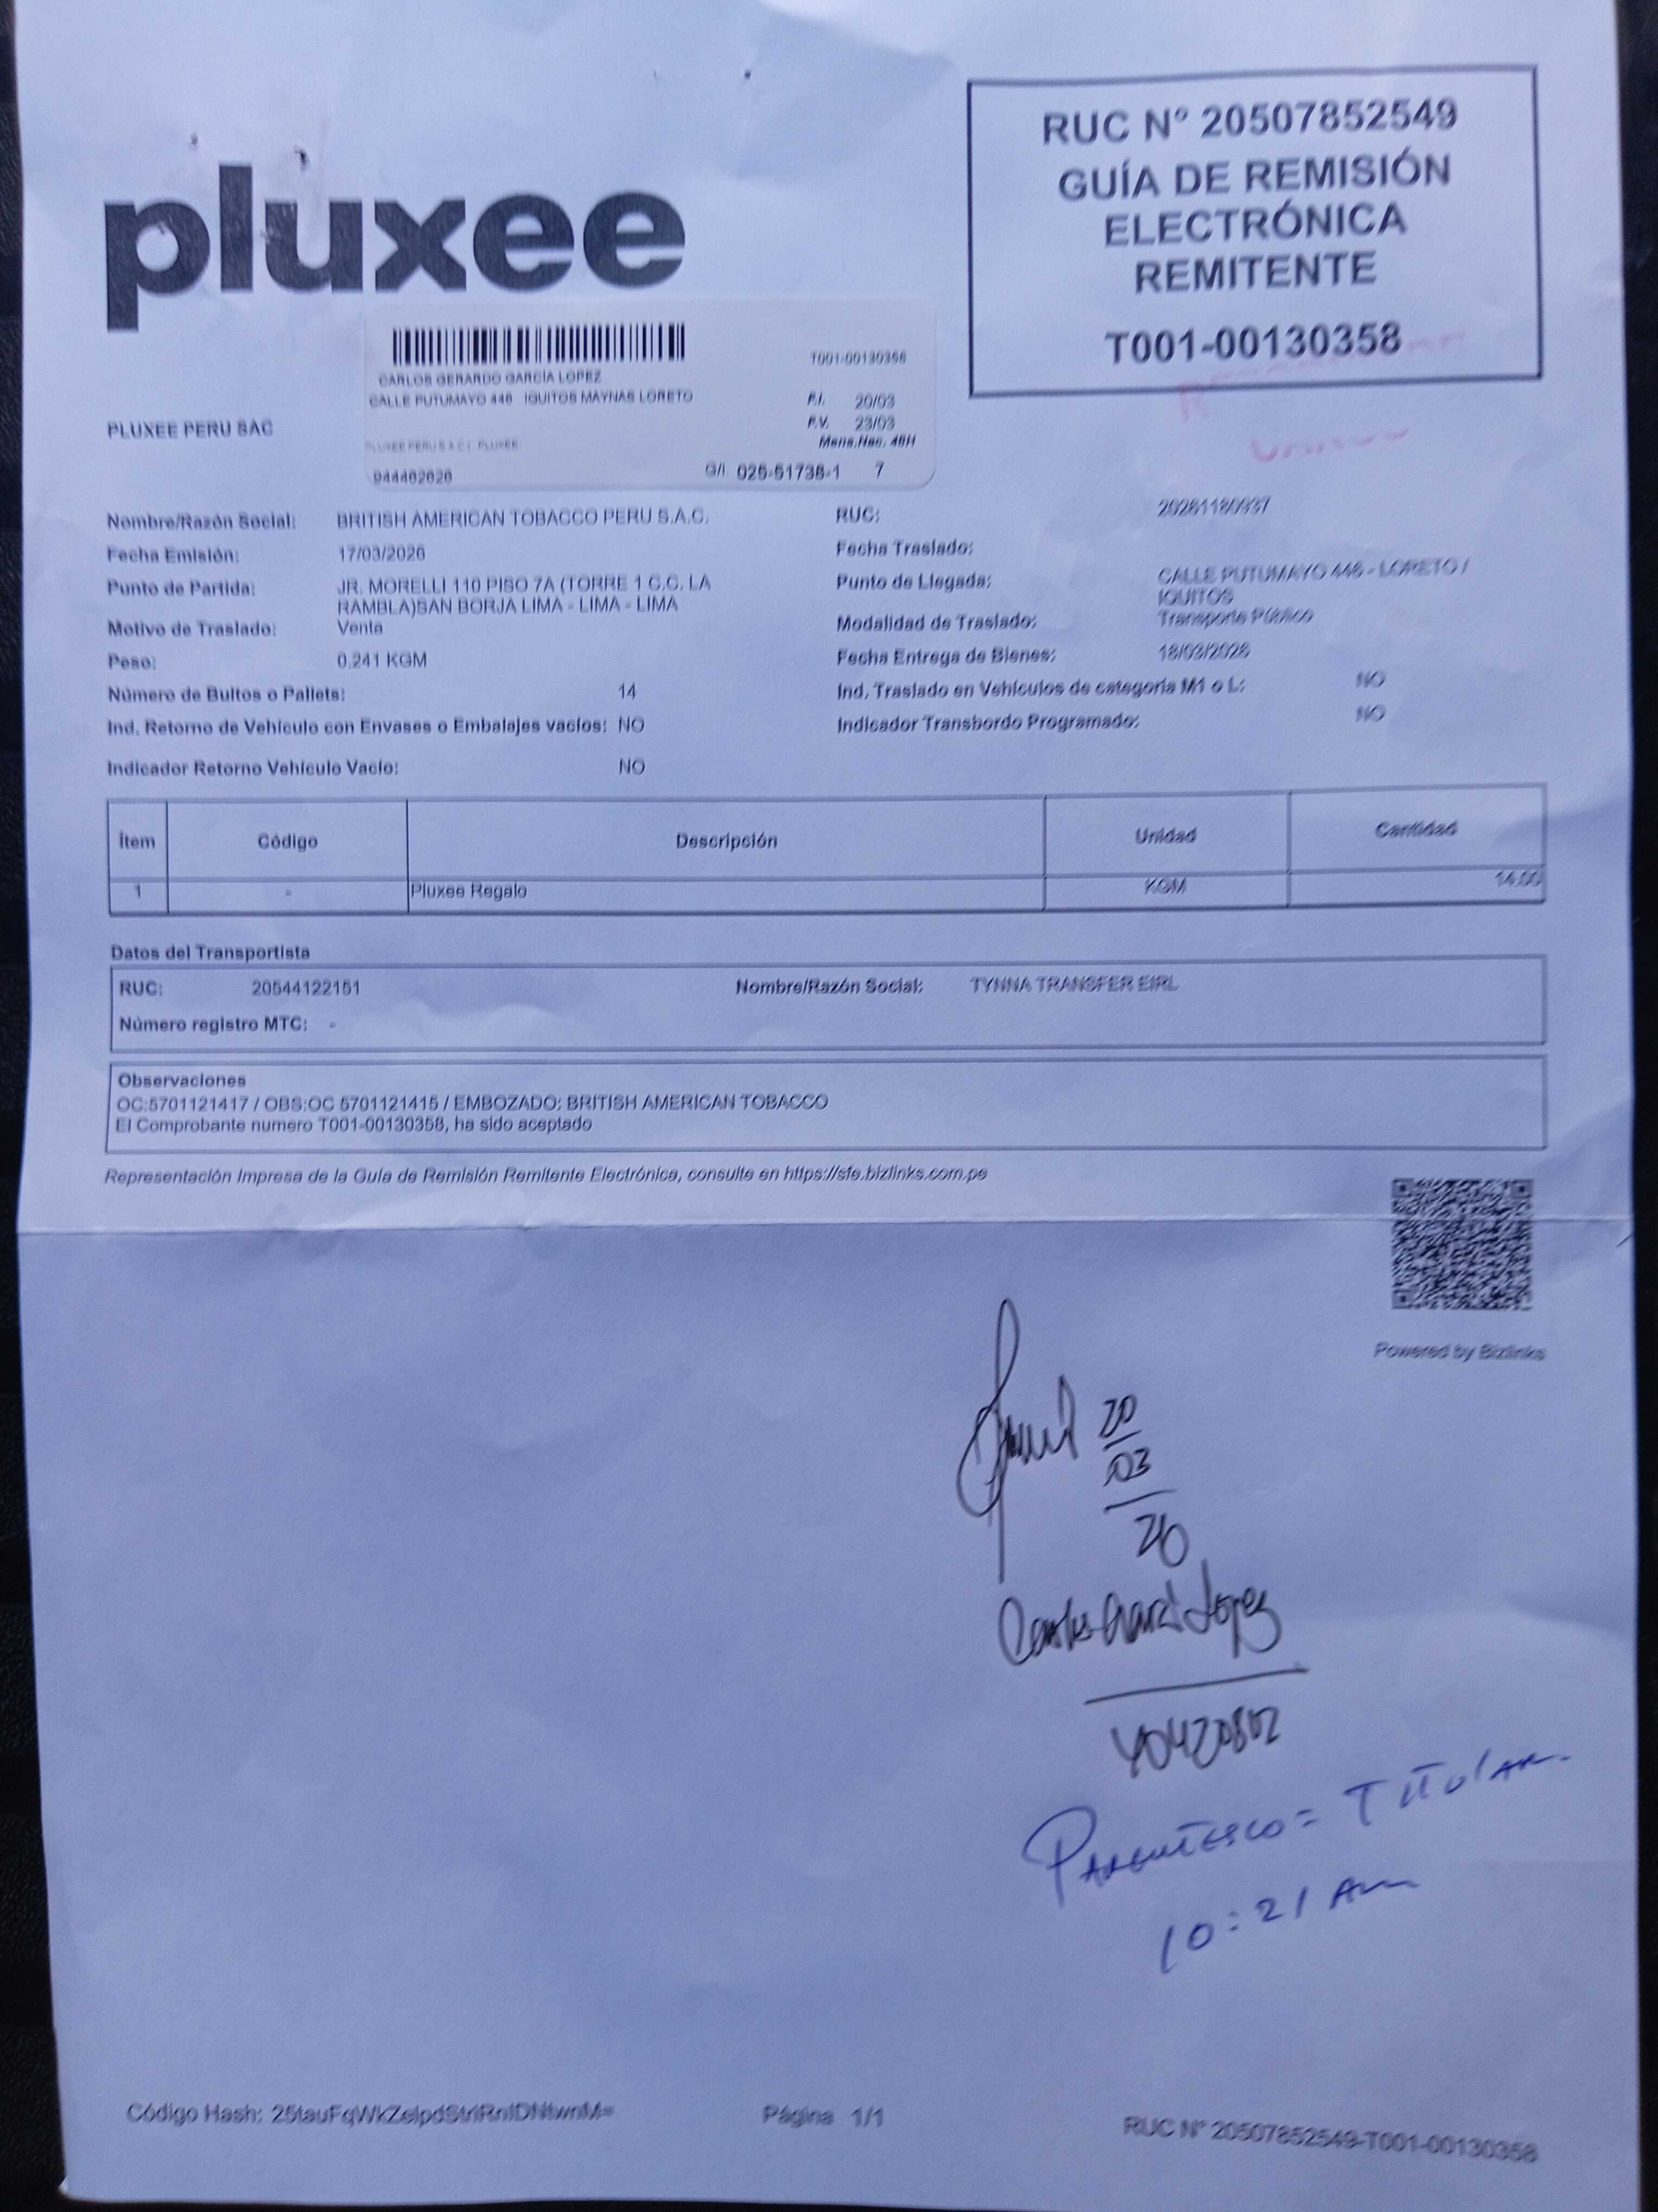 RUC N° 20507852549
GUÍA DE REMISIÓN
ELECTRÓNICA
REMITENTE
T001-00130358
pluxee
T001-00130358
CARLOS GERARDO GARCIA LOPEZ
CALLE PUTUMAYO 446 IQUITOS MAYNAS LORETO
F.I. 20/03
F.V. 23/03
Mens.Nac. 48H
PLUXEE PERU S A C I PLUXEE
944462626
G/I 025-51738-1 7
PLUXEE PERU SAC
Nombre/Razón Social: BRITISH AMERICAN TOBACCO PERU S.A.C. RUC:
Fecha Emisión: 17/03/2026 Fecha Traslado:
Punto de Partida: JR. MORELLI 110 PISO 7A (TORRE 1 C.C. LA RAMBLA)SAN BORJA LIMA - LIMA - LIMA
Punto de Llegada: CALLE PUTUMAYO 446 - LORETO / IQUITOS
Motivo de Traslado: Venta Modalidad de Traslado: Transporte Público
Peso: 0.241 KGM Fecha Entrega de Bienes: 18/03/2026
Número de Bultos o Pallets: 14 Ind. Traslado en Vehículos de categoría M1 o L: NO
Ind. Retorno de Vehículo con Envases o Embalajes vacíos: NO Indicador Transbordo Programado: NO
Indicador Retorno Vehículo Vacío: NO
Ítem Código Descripción Unidad Cantidad
1 - Pluxee Regalo KGM 14.00
Datos del Transportista
RUC: 20544122151 Nombre/Razón Social: TYNNA TRANSFER EIRL
Número registro MTC: -
Observaciones
OC:5701121417 / OBS:OC 5701121415 / EMBOZADO: BRITISH AMERICAN TOBACCO
El Comprobante numero T001-00130358, ha sido aceptado
Representación Impresa de la Guía de Remisión Remitente Electrónica, consulte en https://sfe.bizlinks.com.pe
Powered by Bizlinks
20
03
26
Carlos Garcí Lopez
40420802
Parentesco = Titular.
10:21 Am
Código Hash: Página 1/1 RUC N° 20507852549-T001-00130358